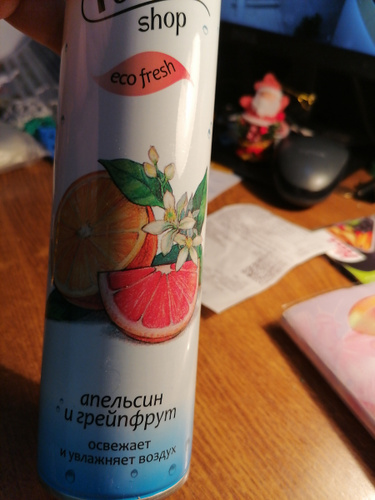 shop
eco fresh
апельсин
и грейпфрут
освежает
и увлажняет воздух